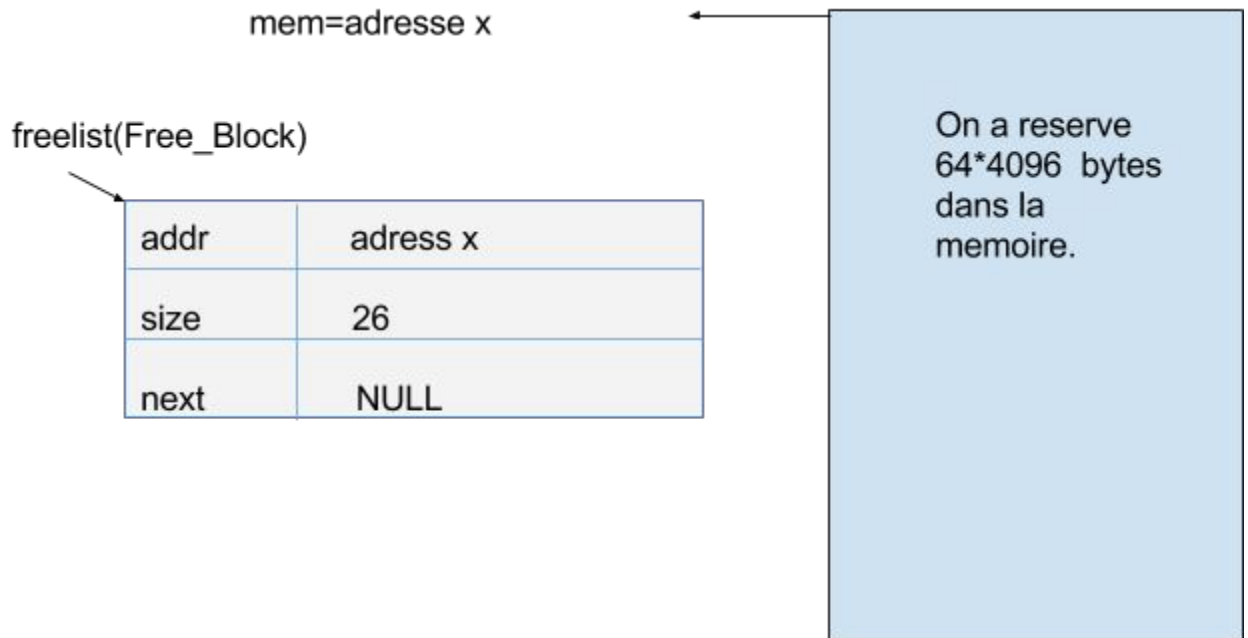 mem=adresse x
freelist(Free_Block)
addr adress x
size 26
next NULL
On a reserve
64*4096 bytes
dans la
memoire.